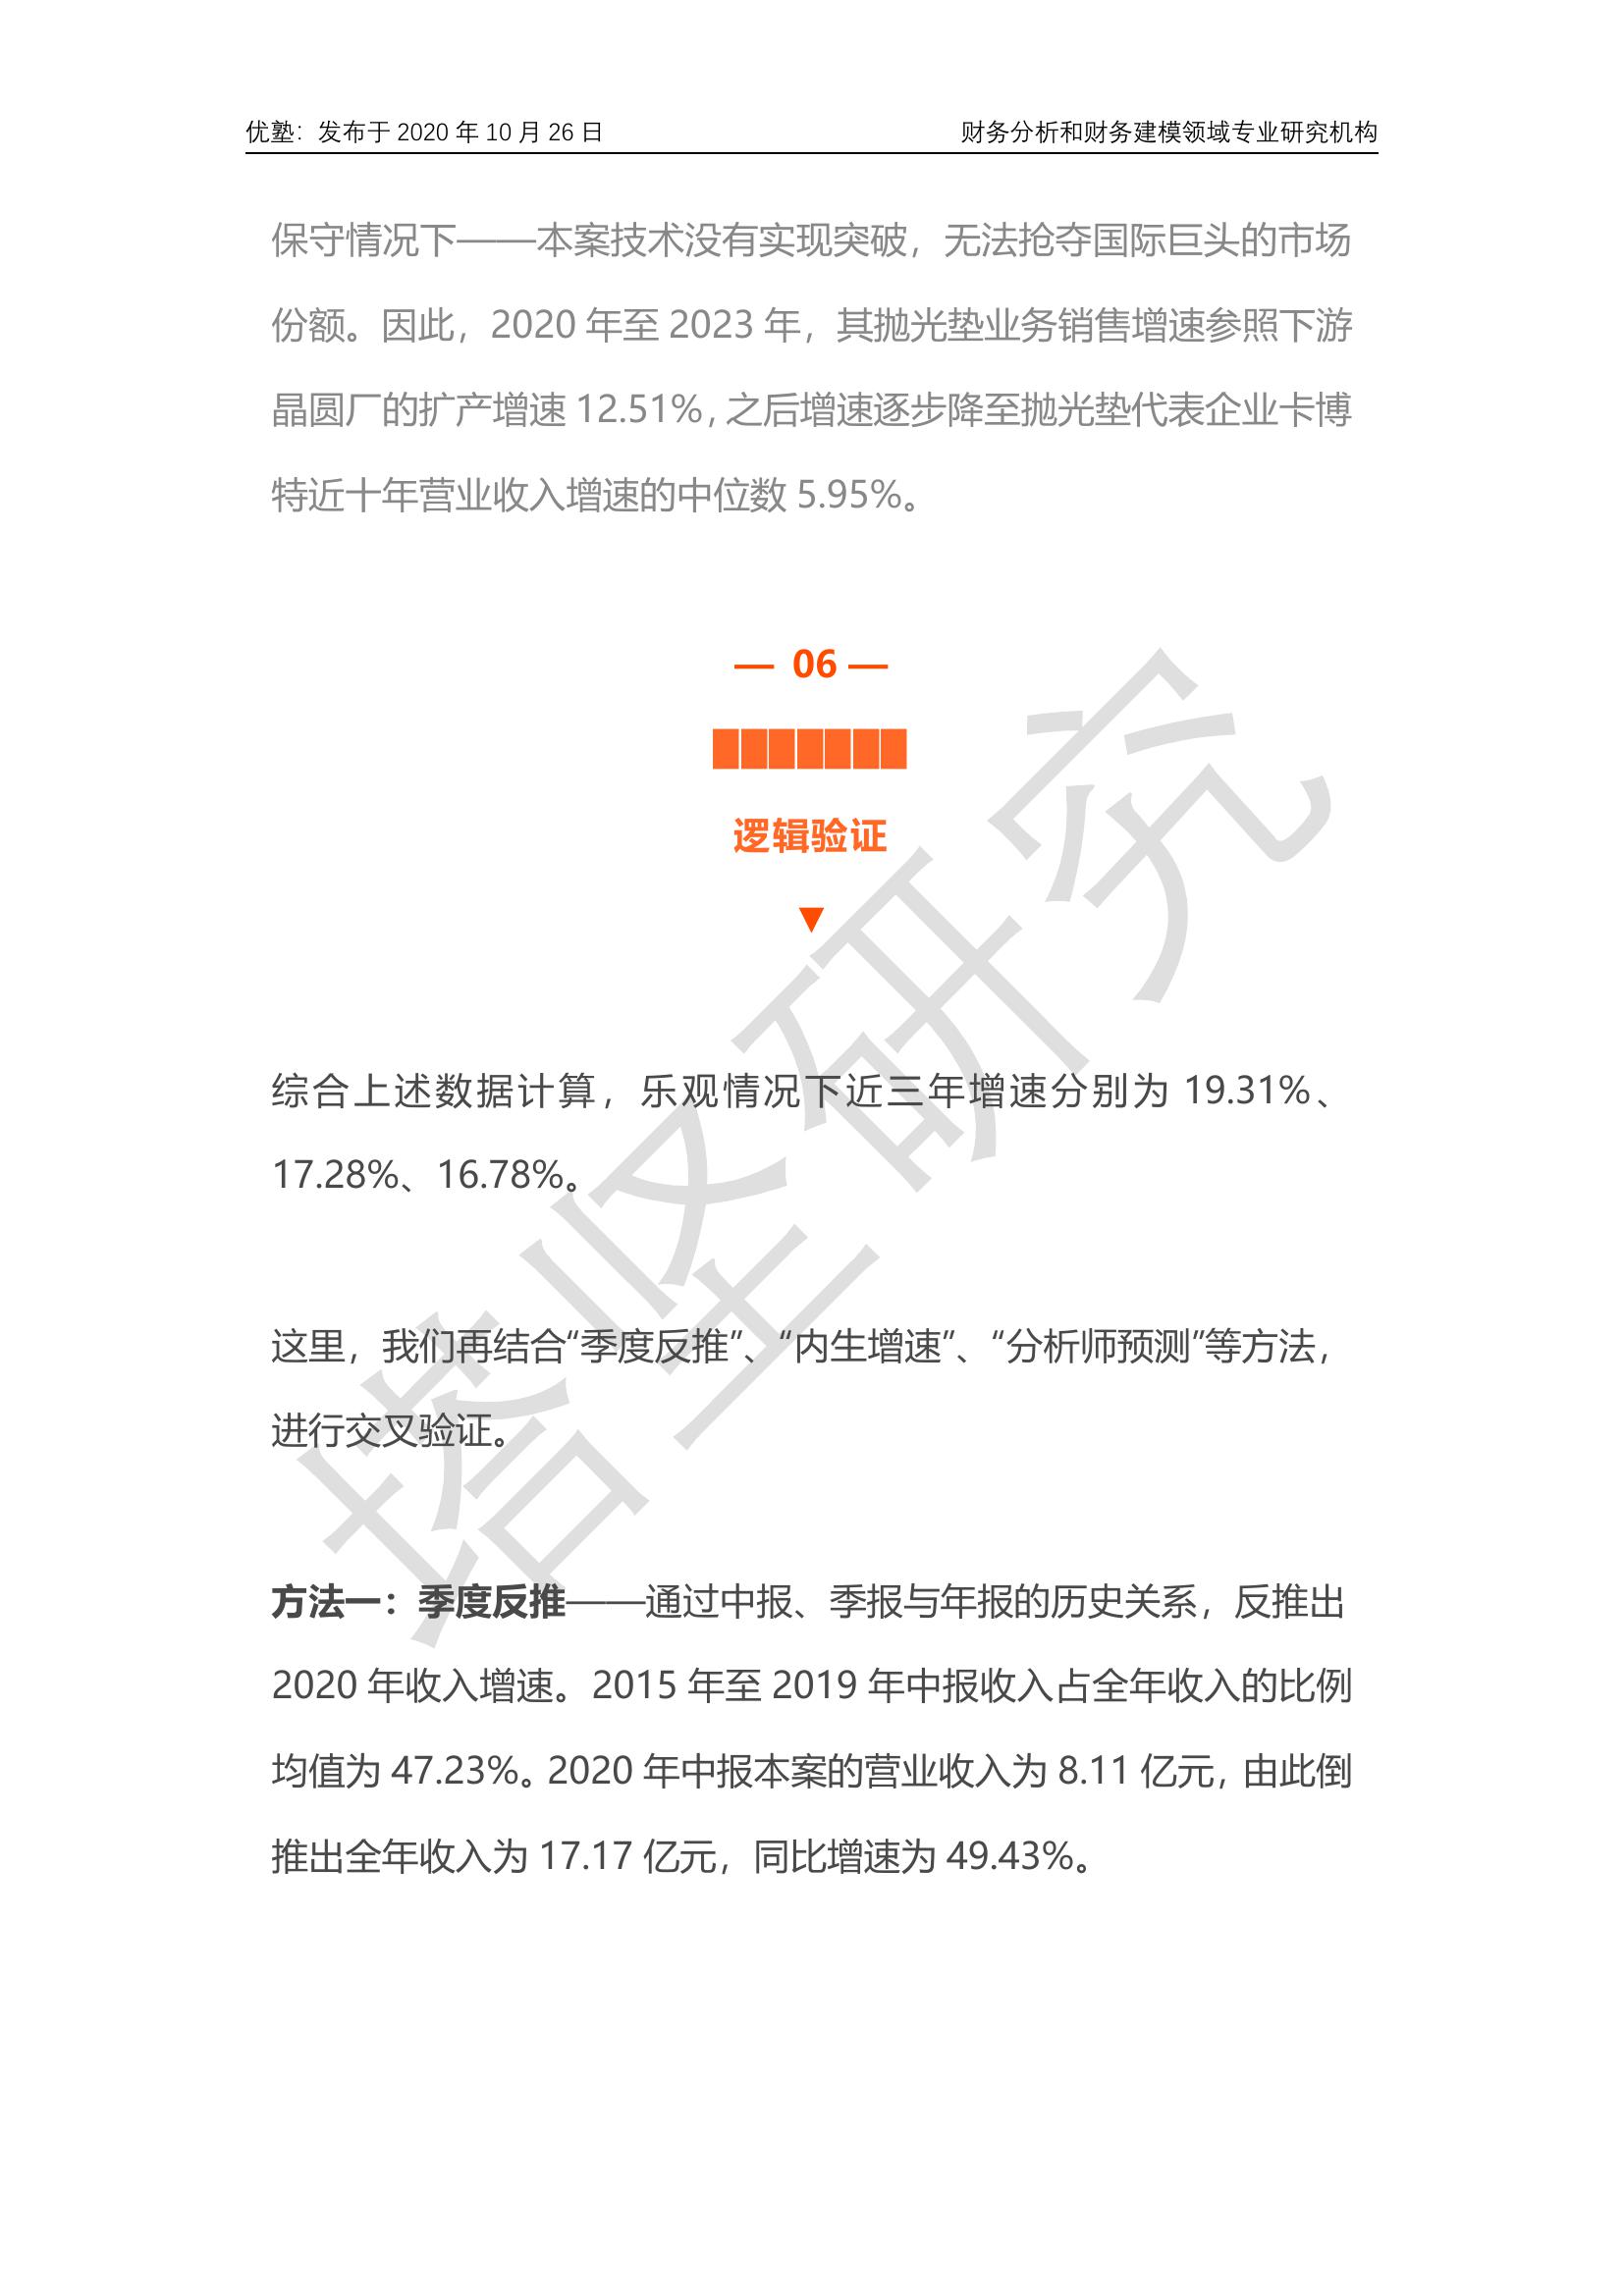 优塾：发布于 2020 年 10 月 26 日 财务分析和财务建模领域专业研究机构
保守情况下——本案技术没有实现突破，无法抢夺国际巨头的市场
份额。因此，2020 年至 2023 年，其抛光垫业务销售增速参照下游
晶圆厂的扩产增速 12.51%，之后增速逐步降至抛光垫代表企业卡博
特近十年营业收入增速的中位数 5.95%。
— 06 —
███████
逻辑验证
▼
综合上述数据计算，乐观情况下近三年增速分别为 19.31%、
17.28%、16.78%。
这里，我们再结合“季度反推”、“内生增速”、“分析师预测”等方法，
进行交叉验证。
方法一：季度反推——通过中报、季报与年报的历史关系，反推出
2020 年收入增速。2015 年至 2019 年中报收入占全年收入的比例
均值为 47.23%。2020 年中报本案的营业收入为 8.11 亿元，由此倒
推出全年收入为 17.17 亿元，同比增速为 49.43%。
塔坚研究